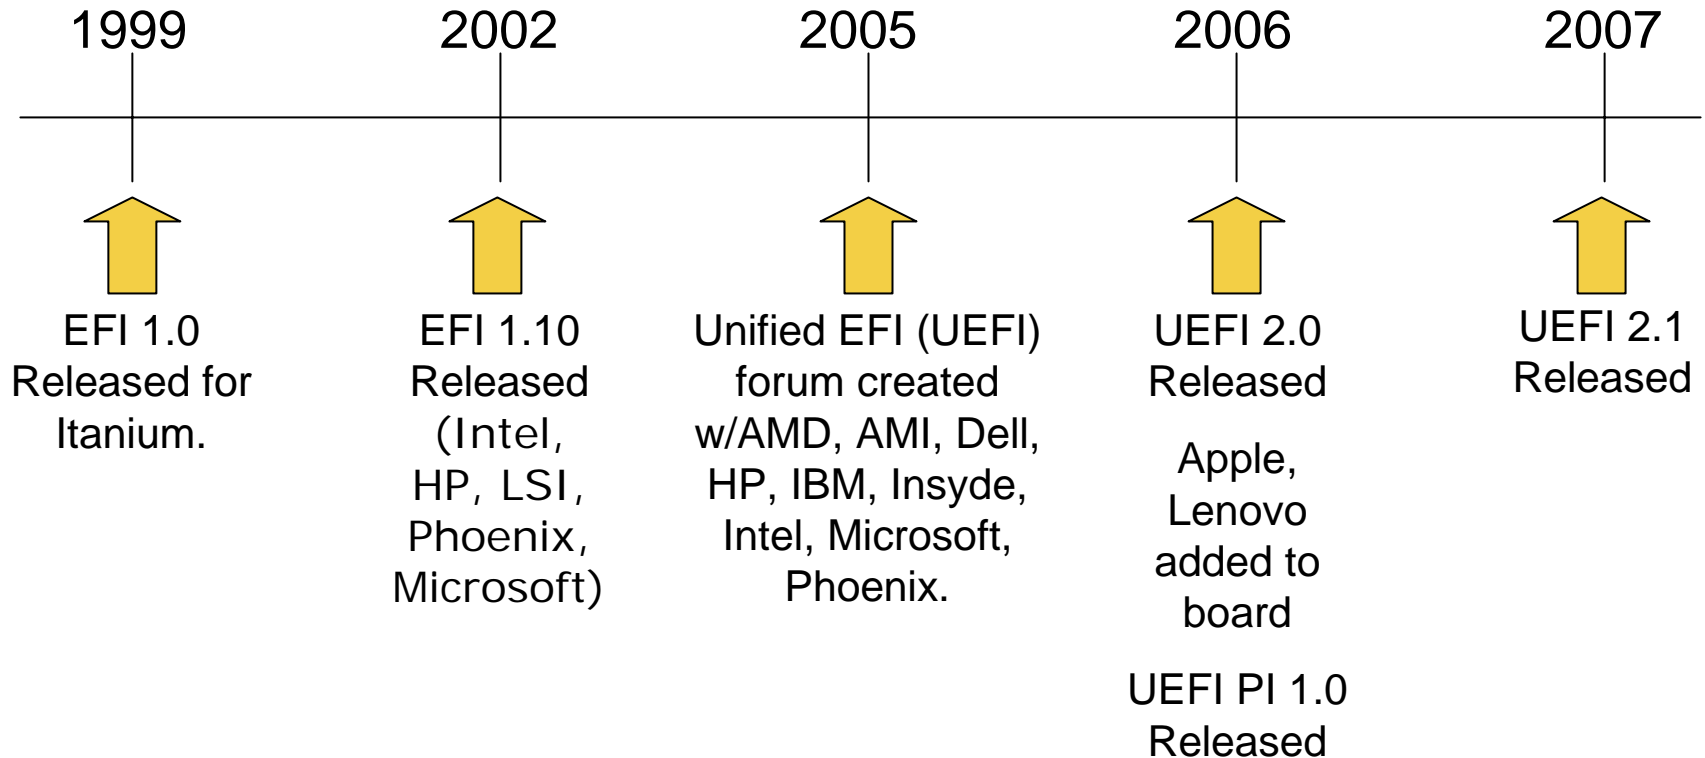 1999
2002
2005
2006
2007
EFI 1.0
Released for
Itanium.
EFI 1.10
Released
(Intel,
HP, LSI,
Phoenix,
Microsoft)
Unified EFI (UEFI)
forum created
w/AMD, AMI, Dell,
HP, IBM, Insyde,
Intel, Microsoft,
Phoenix.
UEFI 2.0
Released
Apple,
Lenovo
added to
board
UEFI PI 1.0
Released
UEFI 2.1
Released